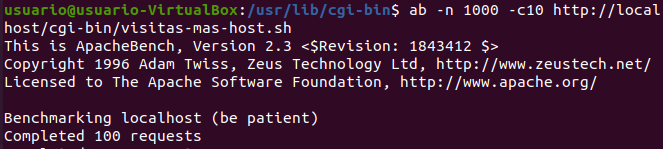 usuario@usuario-VirtualBox:/usr/lib/cgi-bin$ ab -n 1000 -c10 http://local
host/cgi-bin/visitas-mas-host.sh
This is ApacheBench, Version 2.3 <$Revision: 1843412 $>
Copyright 1996 Adam Twiss, Zeus Technology Ltd, http://www.zeustech.net/
Licensed to The Apache Software Foundation, http://www.apache.org/

Benchmarking localhost (be patient)
Completed 100 requests